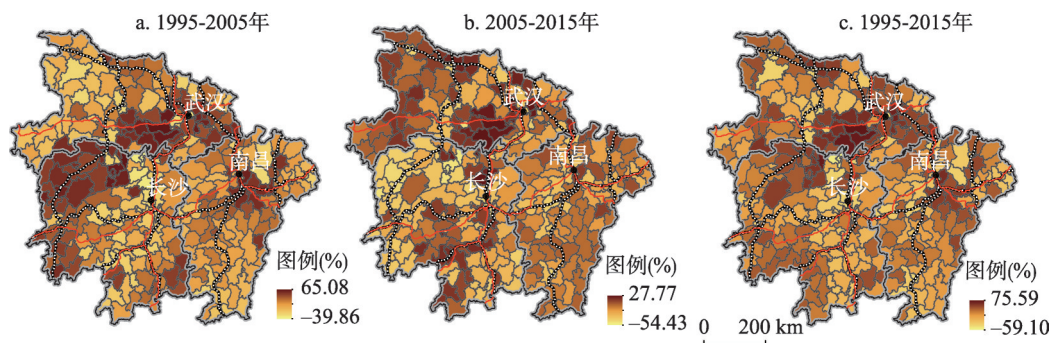 a. 1995-2005年
b. 2005-2015年
c. 1995-2015年
武汉
南昌
长沙
图例(%)
65.08
–39.86
武汉
南昌
长沙
图例(%)
27.77
–54.43
武汉
南昌
长沙
图例(%)
75.59
–59.10
0 200 km